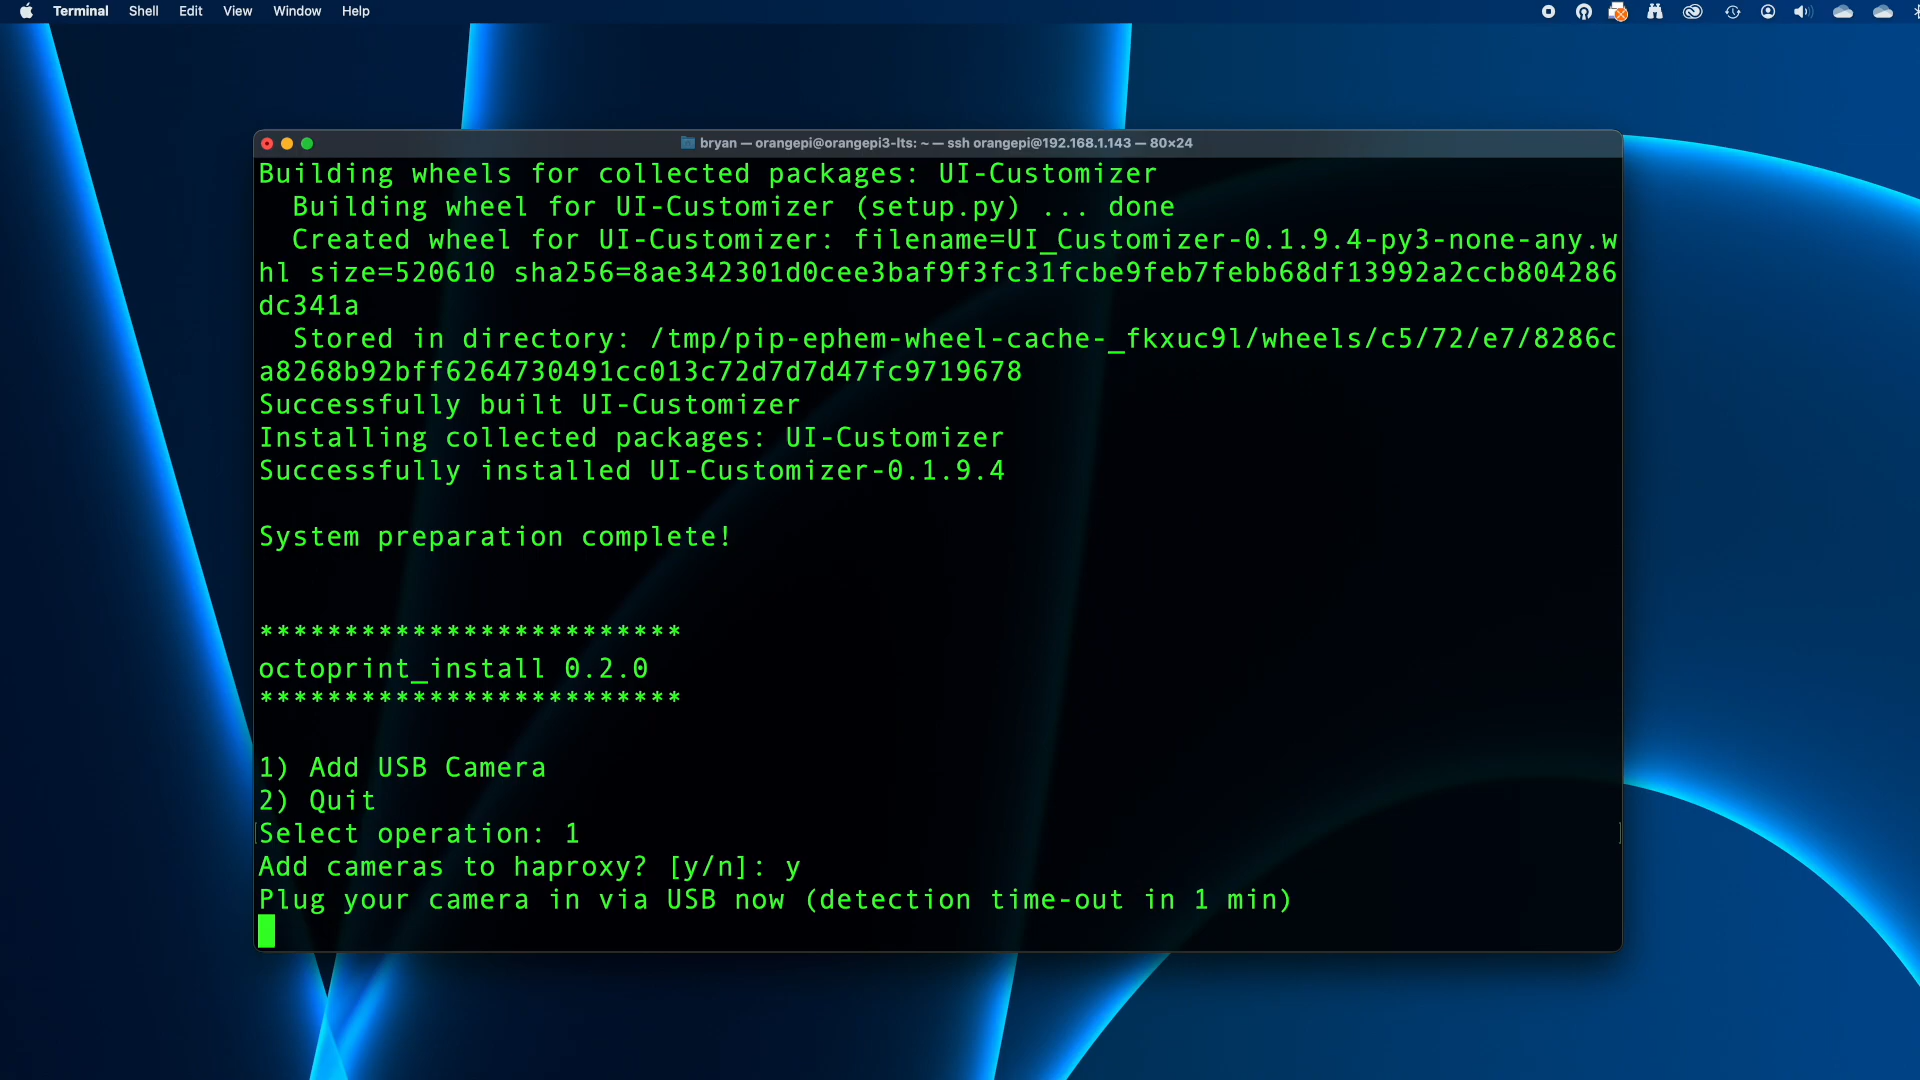 Terminal Shell Edit View Window Help
bryan — orangepi@orangepi3-lts: ~ — ssh orangepi@192.168.1.143 — 80×24
Building wheels for collected packages: UI-Customizer
  Building wheel for UI-Customizer (setup.py) ... done
  Created wheel for UI-Customizer: filename=UI_Customizer-0.1.9.4-py3-none-any.w
hl size=520610 sha256=8ae342301d0cee3baf9f3fc31fcbe9feb7febb68df13992a2ccb804286
dc341a
  Stored in directory: /tmp/pip-ephem-wheel-cache-_fkxuc9l/wheels/c5/72/e7/8286c
a8268b92bff6264730491cc013c72d7d7d47fc9719678
Successfully built UI-Customizer
Installing collected packages: UI-Customizer
Successfully installed UI-Customizer-0.1.9.4
System preparation complete!
*************************
octoprint_install 0.2.0
*************************
1) Add USB Camera
2) Quit
Select operation: 1
Add cameras to haproxy? [y/n]: y
Plug your camera in via USB now (detection time-out in 1 min)